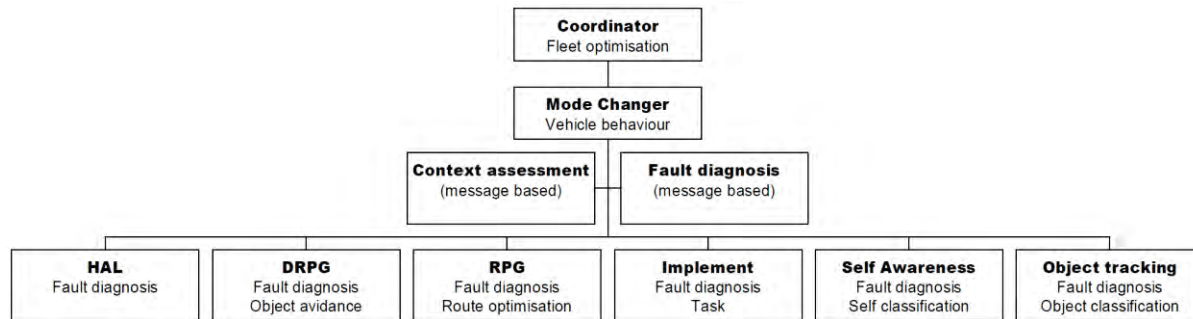 Coordinator
Fleet optimisation
Mode Changer
Vehicle behaviour
Context assessment
(message based)
Fault diagnosis
(message based)
HAL
Fault diagnosis
DRPG
Fault diagnosis
Object avidance
RPG
Fault diagnosis
Route optimisation
Implement
Fault diagnosis
Task
Self Awareness
Fault diagnosis
Self classification
Object tracking
Fault diagnosis
Object classification